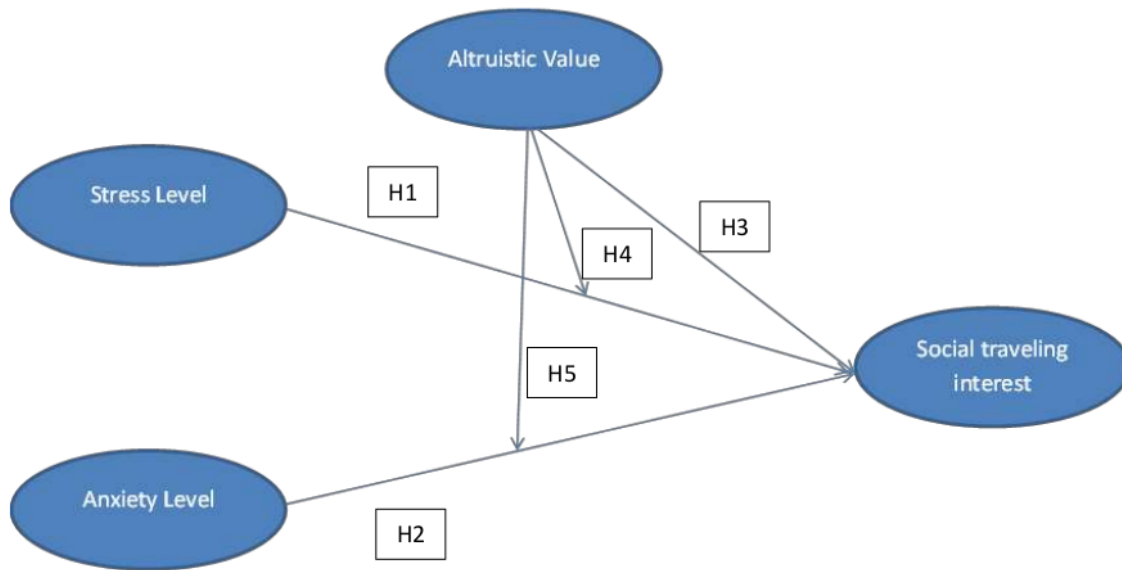 Altruistic Value
Stress Level
H1
H3
H4
Social traveling
interest
H5
Anxiety Level
H2